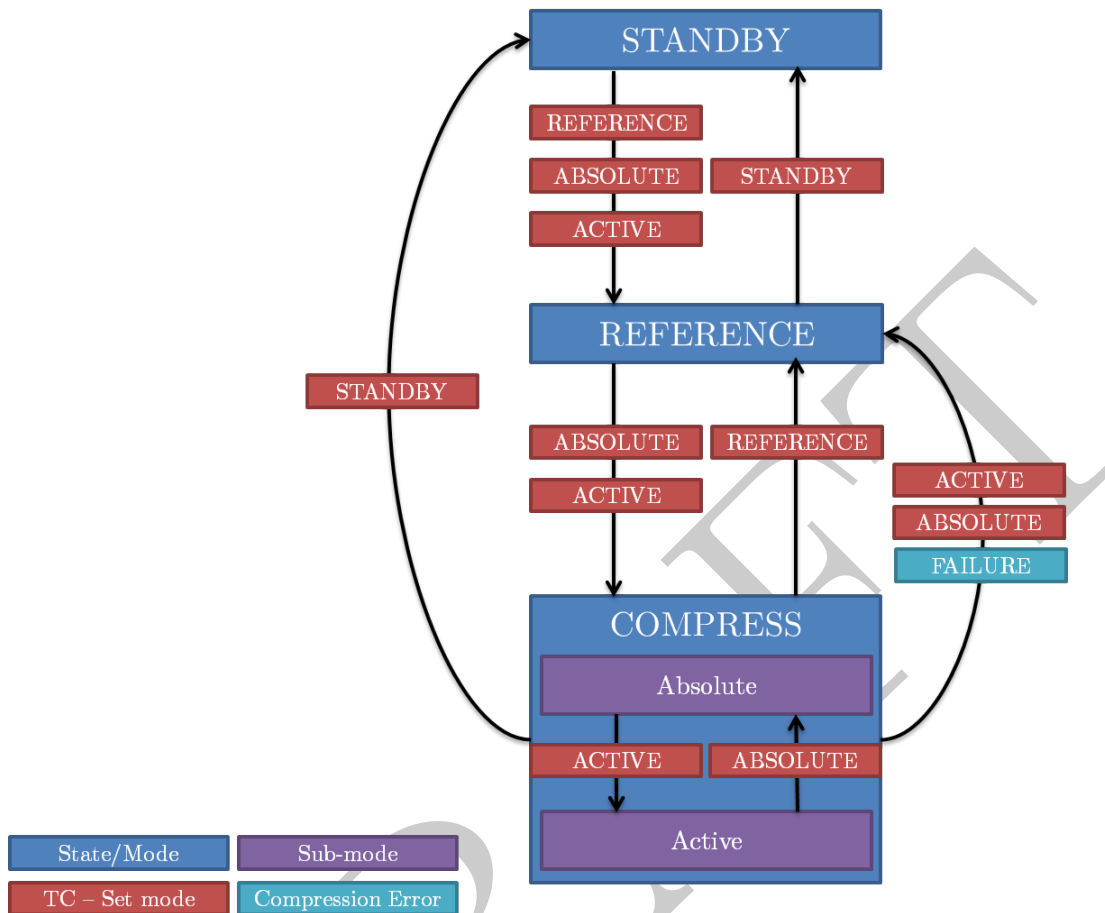 STANDBY
REFERENCE
ABSOLUTE
STANDBY
ACTIVE
REFERENCE
STANDBY
ABSOLUTE
REFERENCE
ACTIVE
ACTIVE
ABSOLUTE
FAILURE
COMPRESS
Absolute
ACTIVE
ABSOLUTE
Active
State/Mode
Sub-mode
TC – Set mode
Compression Error